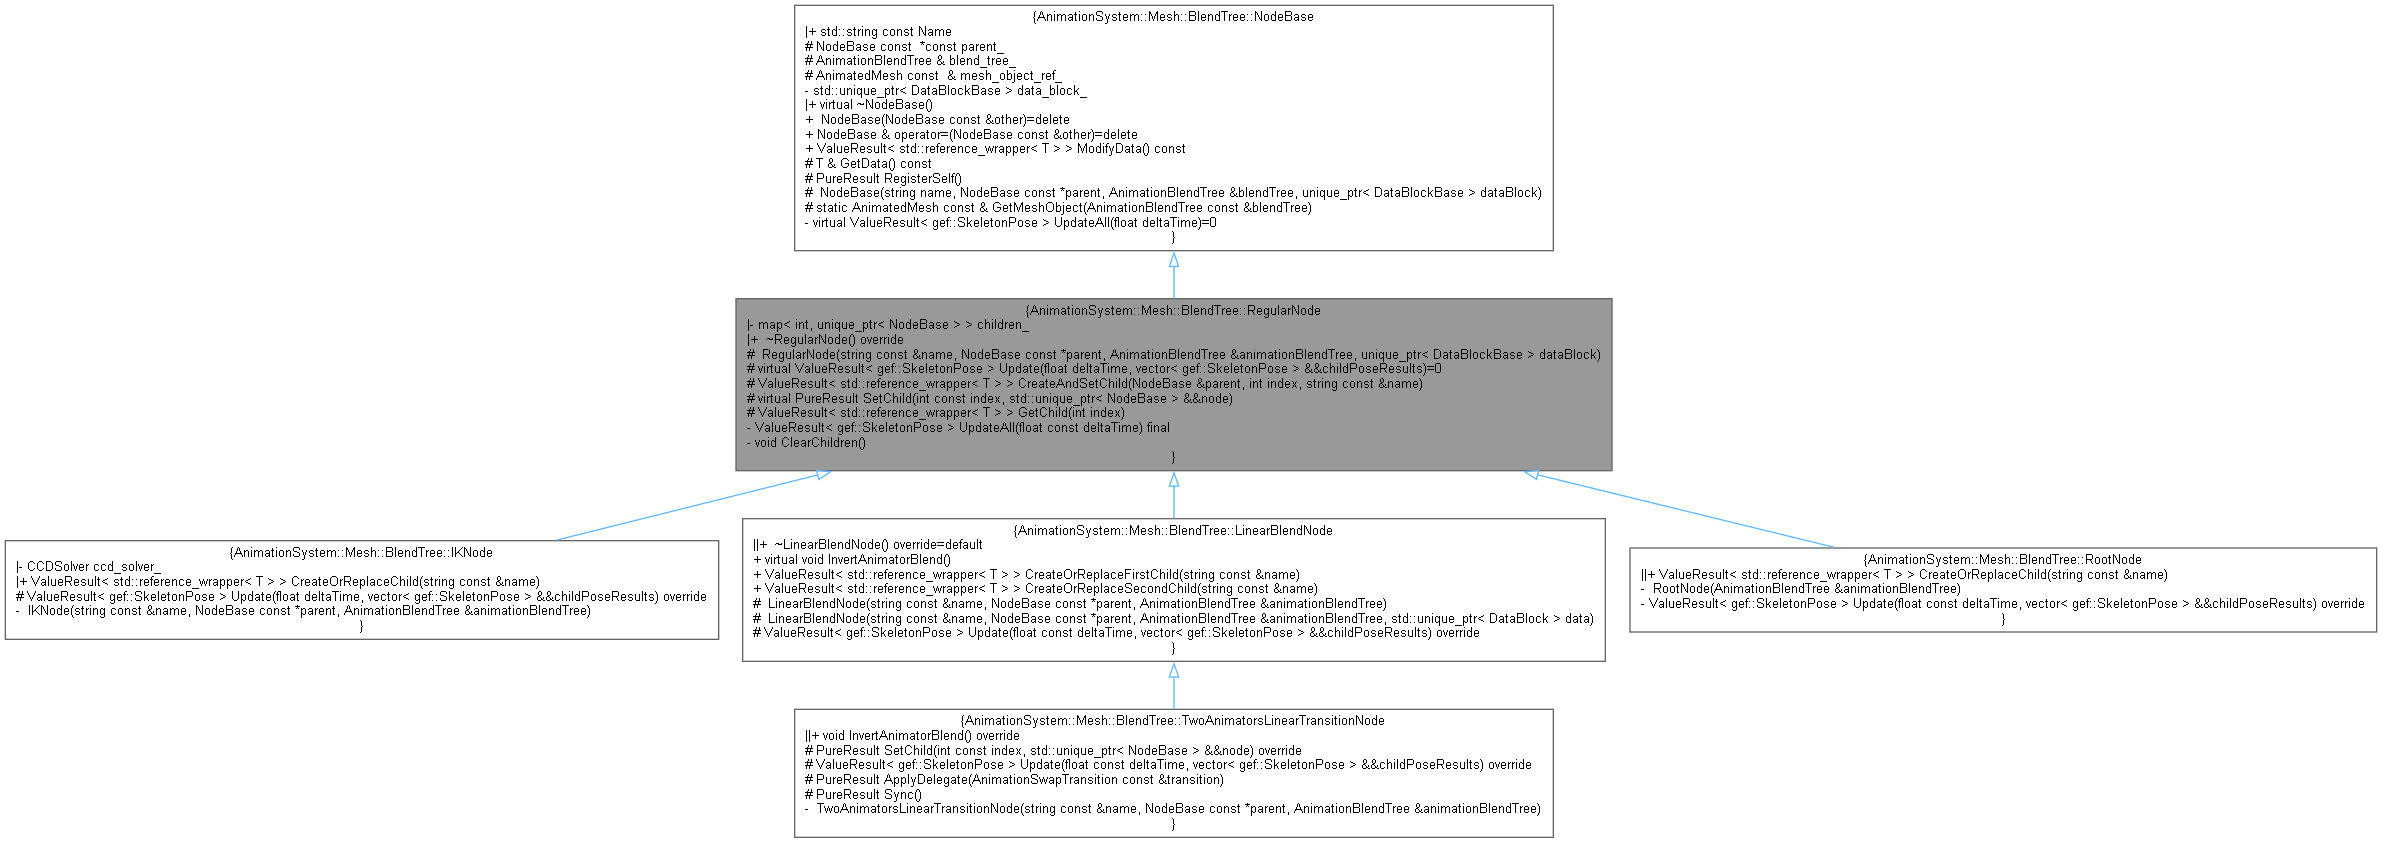 {AnimationSystem::Mesh::BlendTree::NodeBase
|+ std::string const Name
# NodeBase const  *const parent_
# AnimationBlendTree & blend_tree_
# AnimatedMesh const  & mesh_object_ref_
- std::unique_ptr< DataBlockBase > data_block_
|+ virtual ~NodeBase()
+  NodeBase(NodeBase const &other)=delete
+ NodeBase & operator=(NodeBase const &other)=delete
+ ValueResult< std::reference_wrapper< T > > ModifyData() const
# T & GetData() const
# PureResult RegisterSelf()
#  NodeBase(string name, NodeBase const *parent, AnimationBlendTree &blendTree, unique_ptr< DataBlockBase > dataBlock)
# static AnimatedMesh const & GetMeshObject(AnimationBlendTree const &blendTree)
- virtual ValueResult< gef::SkeletonPose > UpdateAll(float deltaTime)=0
}
{AnimationSystem::Mesh::BlendTree::RegularNode
|- map< int, unique_ptr< NodeBase > > children_
|+  ~RegularNode() override
#  RegularNode(string const &name, NodeBase const *parent, AnimationBlendTree &animationBlendTree, unique_ptr< DataBlockBase > dataBlock)
# virtual ValueResult< gef::SkeletonPose > Update(float deltaTime, vector< gef::SkeletonPose > &&childPoseResults)=0
# ValueResult< std::reference_wrapper< T > > CreateAndSetChild(NodeBase &parent, int index, string const &name)
# virtual PureResult SetChild(int const index, std::unique_ptr< NodeBase > &&node)
# ValueResult< std::reference_wrapper< T > > GetChild(int index)
- ValueResult< gef::SkeletonPose > UpdateAll(float const deltaTime) final
- void ClearChildren()
}
{AnimationSystem::Mesh::BlendTree::IKNode
|- CCDSolver ccd_solver_
|+ ValueResult< std::reference_wrapper< T > > CreateOrReplaceChild(string const &name)
# ValueResult< gef::SkeletonPose > Update(float deltaTime, vector< gef::SkeletonPose > &&childPoseResults) override
-  IKNode(string const &name, NodeBase const *parent, AnimationBlendTree &animationBlendTree)
}
{AnimationSystem::Mesh::BlendTree::LinearBlendNode
||+  ~LinearBlendNode() override=default
+ virtual void InvertAnimatorBlend()
+ ValueResult< std::reference_wrapper< T > > CreateOrReplaceFirstChild(string const &name)
+ ValueResult< std::reference_wrapper< T > > CreateOrReplaceSecondChild(string const &name)
#  LinearBlendNode(string const &name, NodeBase const *parent, AnimationBlendTree &animationBlendTree)
#  LinearBlendNode(string const &name, NodeBase const *parent, AnimationBlendTree &animationBlendTree, std::unique_ptr< DataBlock > data)
# ValueResult< gef::SkeletonPose > Update(float const deltaTime, vector< gef::SkeletonPose > &&childPoseResults) override
}
{AnimationSystem::Mesh::BlendTree::RootNode
||+ ValueResult< std::reference_wrapper< T > > CreateOrReplaceChild(string const &name)
-  RootNode(AnimationBlendTree &animationBlendTree)
- ValueResult< gef::SkeletonPose > Update(float const deltaTime, vector< gef::SkeletonPose > &&childPoseResults) override
}
{AnimationSystem::Mesh::BlendTree::TwoAnimatorsLinearTransitionNode
||+ void InvertAnimatorBlend() override
# PureResult SetChild(int const index, std::unique_ptr< NodeBase > &&node) override
# ValueResult< gef::SkeletonPose > Update(float const deltaTime, vector< gef::SkeletonPose > &&childPoseResults) override
# PureResult ApplyDelegate(AnimationSwapTransition const &transition)
# PureResult Sync()
-  TwoAnimatorsLinearTransitionNode(string const &name, NodeBase const *parent, AnimationBlendTree &animationBlendTree)
}